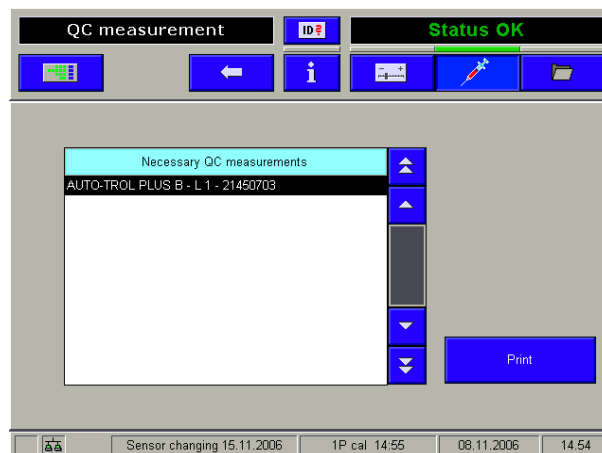 QC measurement
ID?
Status OK
i
- +
Necessary QC measurements
AUTO-TROL PLUS B - L 1 - 21450703
Print
Sensor changing 15.11.2006
1P cal 14:55
08.11.2006
14.54